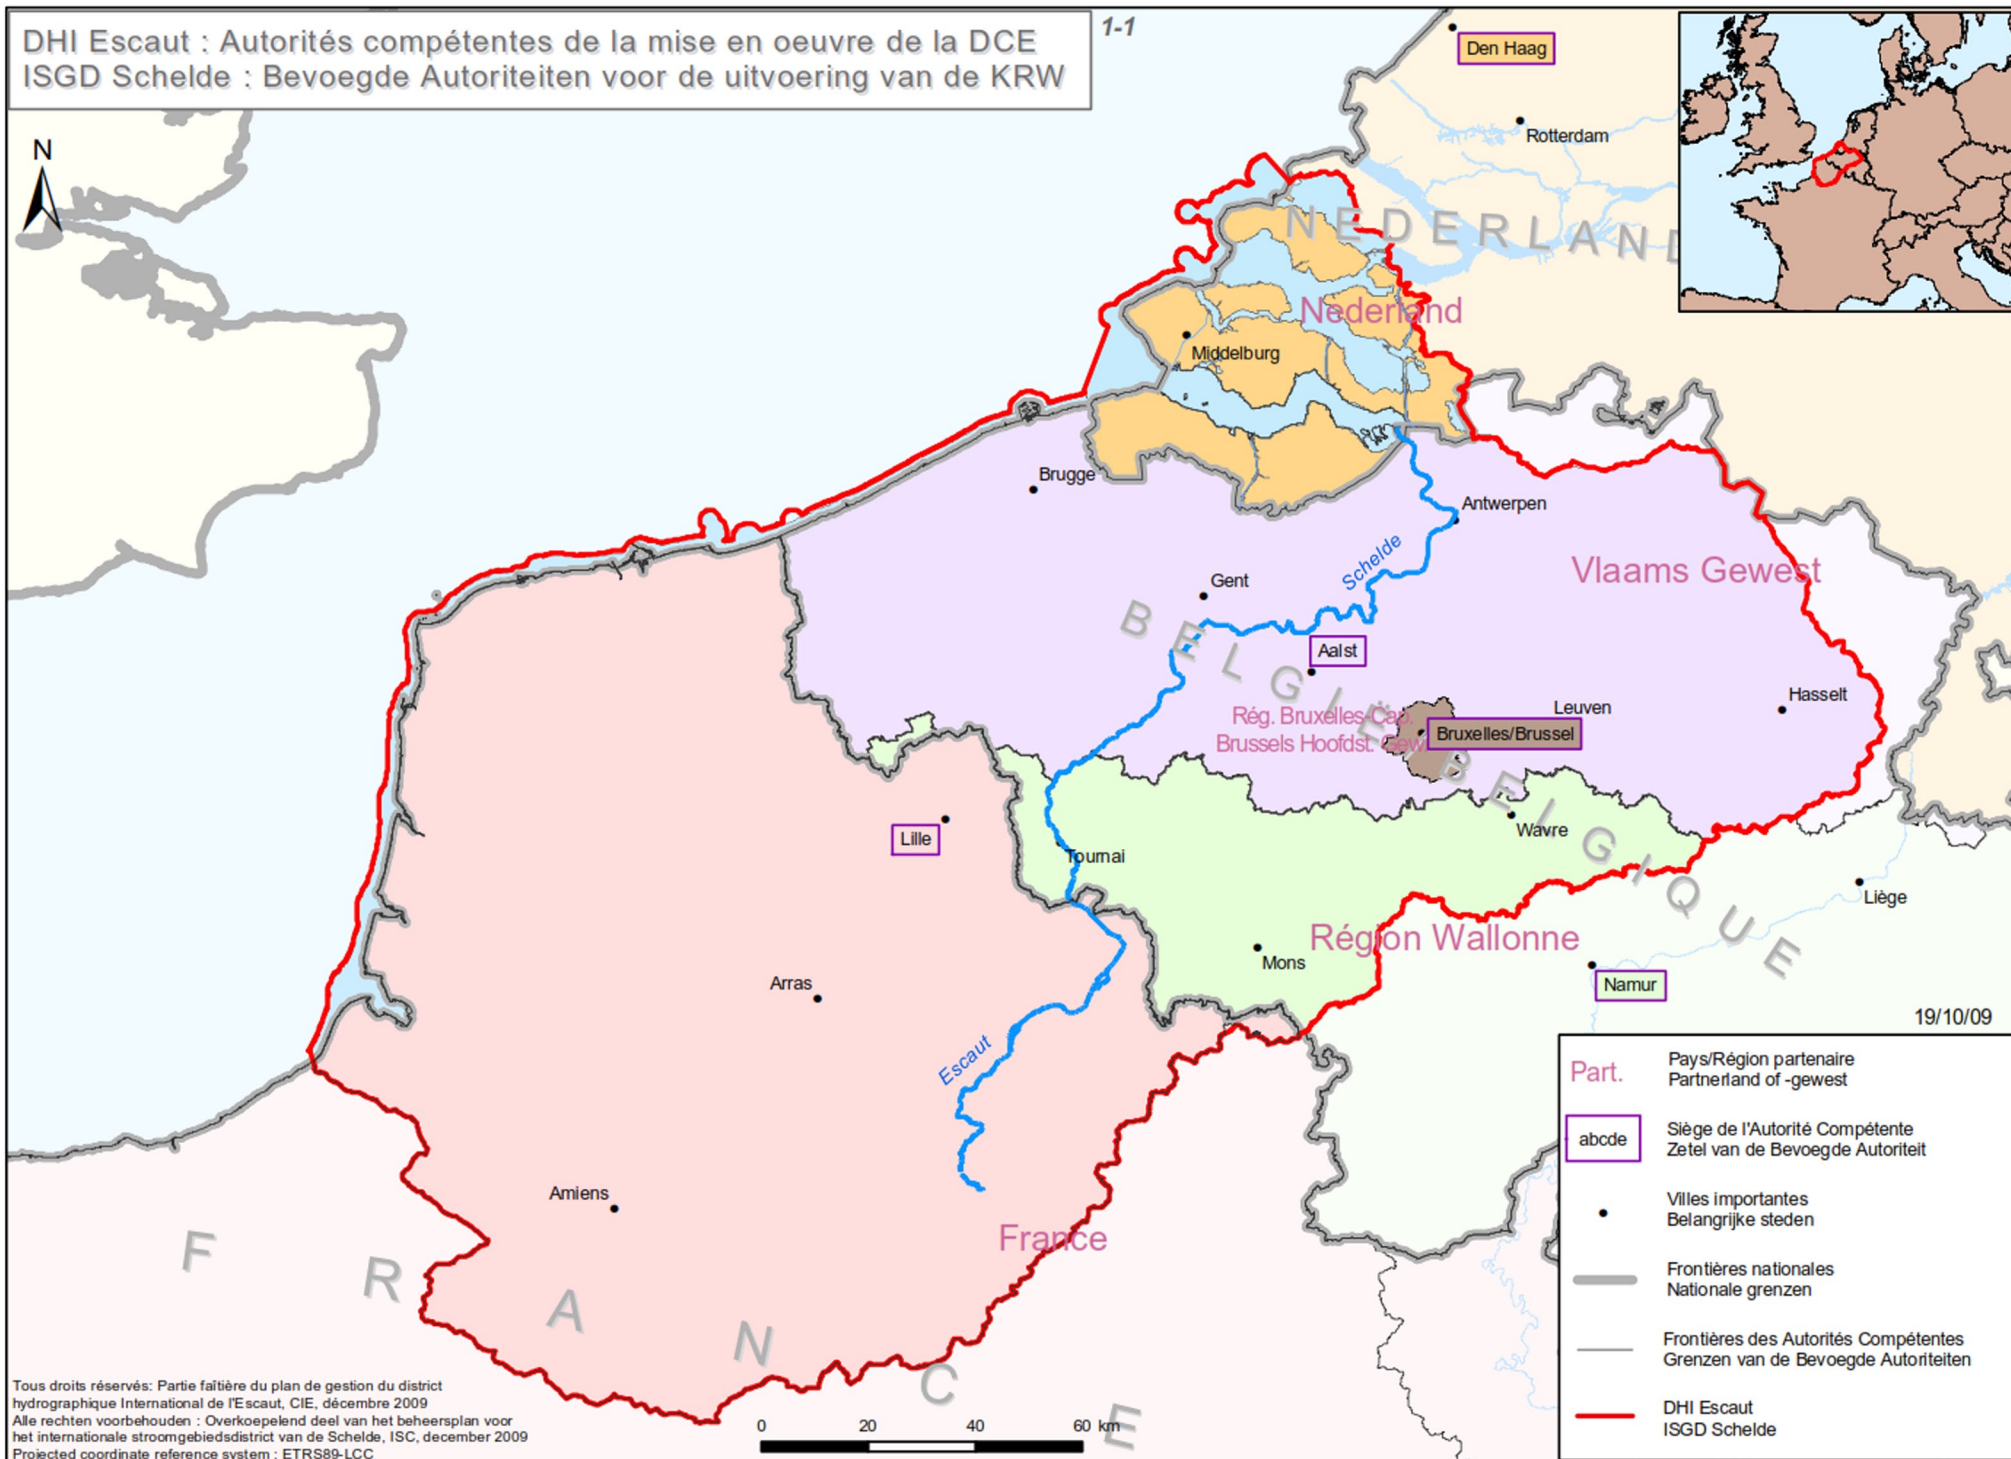 DHI Escaut : Autorités compétentes de la mise en oeuvre de la DCE
ISGD Schelde : Bevoegde Autoriteiten voor de uitvoering van de KRW
1-1
N
Den Haag
Rotterdam
NEDERLAND
Nederland
Middelburg
Brugge
Antwerpen
Schelde
Vlaams Gewest
Gent
BELGIË
Aalst
Hasselt
Leuven
Rég. Bruxelles-Cap.
Brussels Hoofdst. Gew.
Bruxelles/Brussel
BELGIQUE
Wavre
Lille
Tournai
Liège
Région Wallonne
Mons
Namur
Arras
Escaut
Amiens
France
FRANCE
19/10/09
Part.
Pays/Région partenaire
Partnerland of -gewest
abcde
Siège de l'Autorité Compétente
Zetel van de Bevoegde Autoriteit
Villes importantes
Belangrijke steden
Frontières nationales
Nationale grenzen
Frontières des Autorités Compétentes
Grenzen van de Bevoegde Autoriteiten
DHI Escaut
ISGD Schelde
0 20 40 60 km
Tous droits réservés: Partie faîtière du plan de gestion du district
hydrographique International de l'Escaut, CIE, décembre 2009
Alle rechten voorbehouden : Overkoepelend deel van het beheersplan voor
het internationale stroomgebiedsdistrict van de Schelde, ISC, december 2009
Projected coordinate reference system : ETRS89-LCC